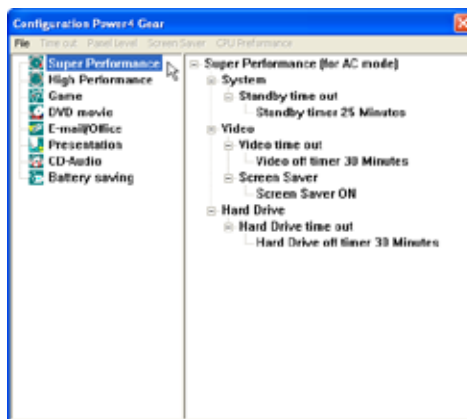 Configuration Power4 Gear
File Time out Panel Level Screen Saver CPU Preformance
Super Performance
High Performance
Game
DVD movie
E-mail/Office
Presentation
CD-Audio
Battery saving
Super Performance (for AC mode)
System
Standby time out
Standby timer 25 Minutes
Video
Video time out
Video off timer 30 Minutes
Screen Saver
Screen Saver ON
Hard Drive
Hard Drive time out
Hard Drive off timer 30 Minutes